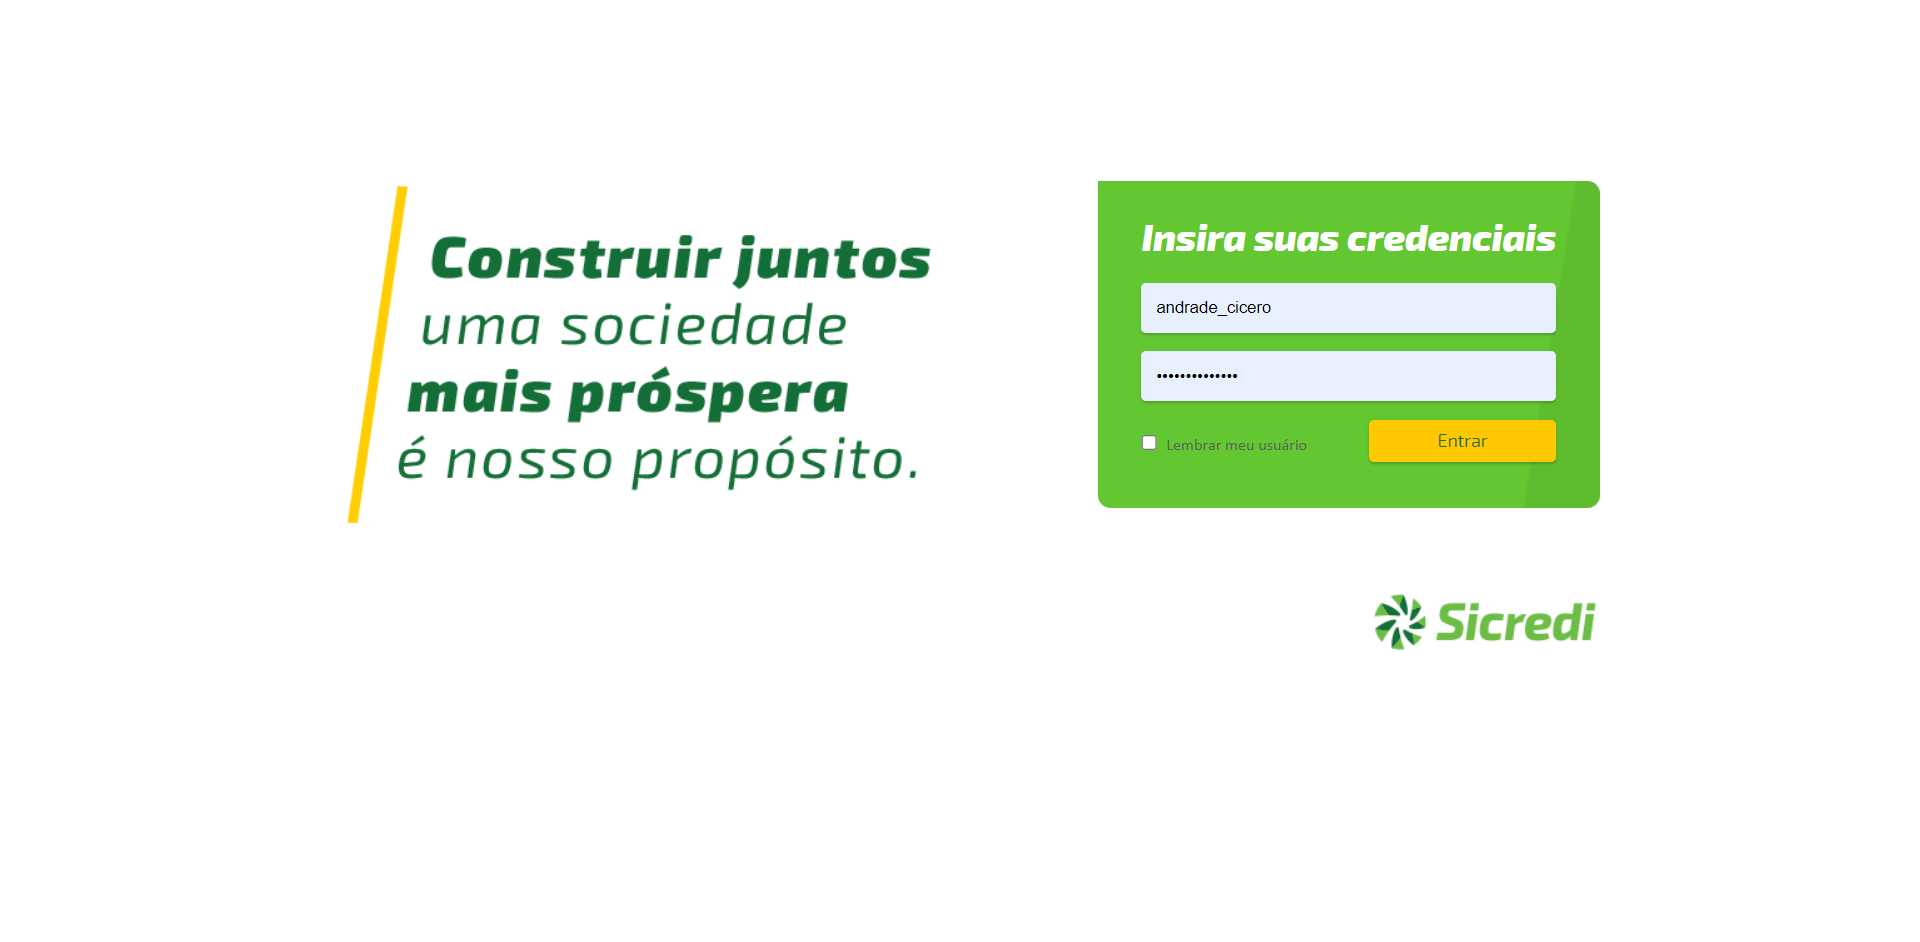 Construir juntos
uma sociedade
mais próspera
é nosso propósito.
Insira suas credenciais
andrade_cicero
••••••••••••••
Lembrar meu usuário
Entrar
Sicredi